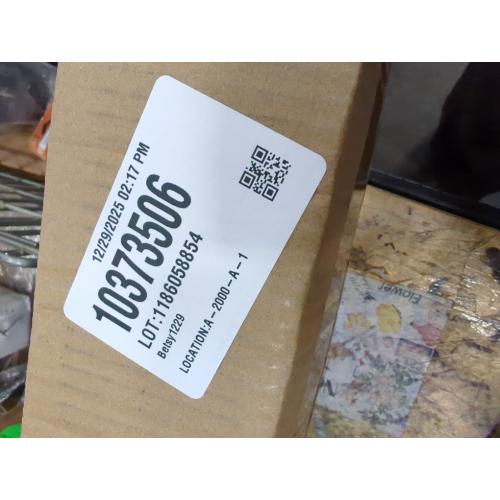 12/29/2025 02:17 PM
10373506
LOT:1186058854
Betsy1229
LOCATION:A-2000-A-1
Flower